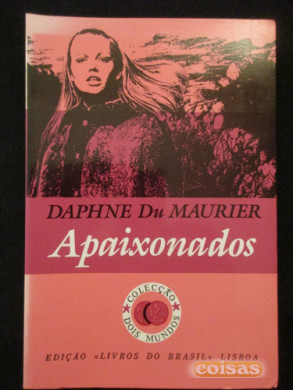 DAPHNE DU MAURIER
Apaixonados
COLECÇÃO
DOIS MUNDOS
EDIÇÃO «LIVROS DO BRASIL» LISBOA
coisas